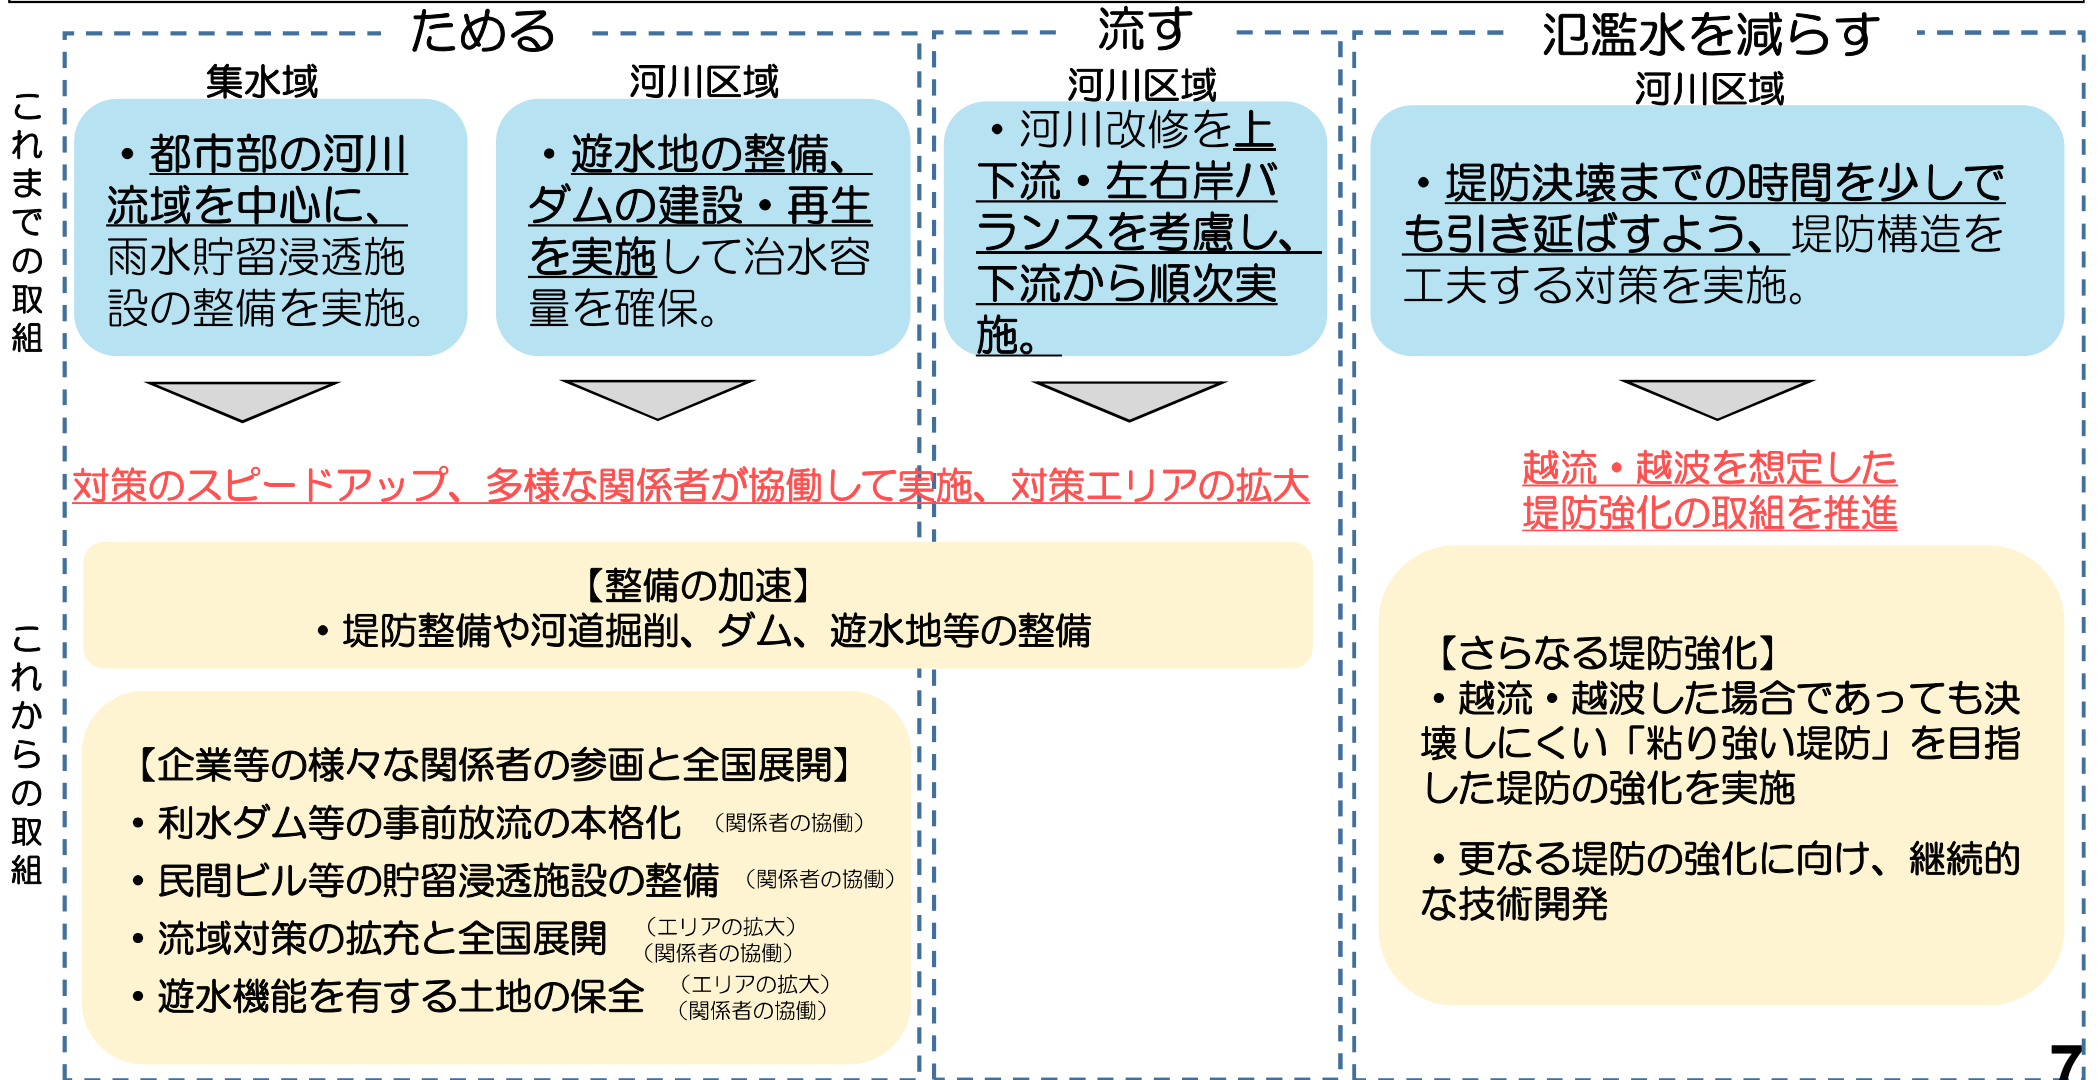 ためる
集水域
河川区域
これまでの取組
・都市部の河川
流域を中心に、
雨水貯留浸透施
設の整備を実施。
・遊水地の整備、
ダムの建設・再生
を実施して治水容
量を確保。
流す
河川区域
・河川改修を上
下流・左右岸バ
ランスを考慮し、
下流から順次実
施。
氾濫水を減らす
河川区域
・堤防決壊までの時間を少しで
も引き延ばすよう、堤防構造を
工夫する対策を実施。
対策のスピードアップ、多様な関係者が協働して実施、対策エリアの拡大
越流・越波を想定した
堤防強化の取組を推進
これからの取組
【整備の加速】
・堤防整備や河道掘削、ダム、遊水地等の整備
【企業等の様々な関係者の参画と全国展開】
・利水ダム等の事前放流の本格化 （関係者の協働）
・民間ビル等の貯留浸透施設の整備 （関係者の協働）
・流域対策の拡充と全国展開 （エリアの拡大）
（関係者の協働）
・遊水機能を有する土地の保全 （エリアの拡大）
（関係者の協働）
【さらなる堤防強化】
・越流・越波した場合であっても決
壊しにくい「粘り強い堤防」を目指
した堤防の強化を実施
・更なる堤防の強化に向け、継続的
な技術開発
7